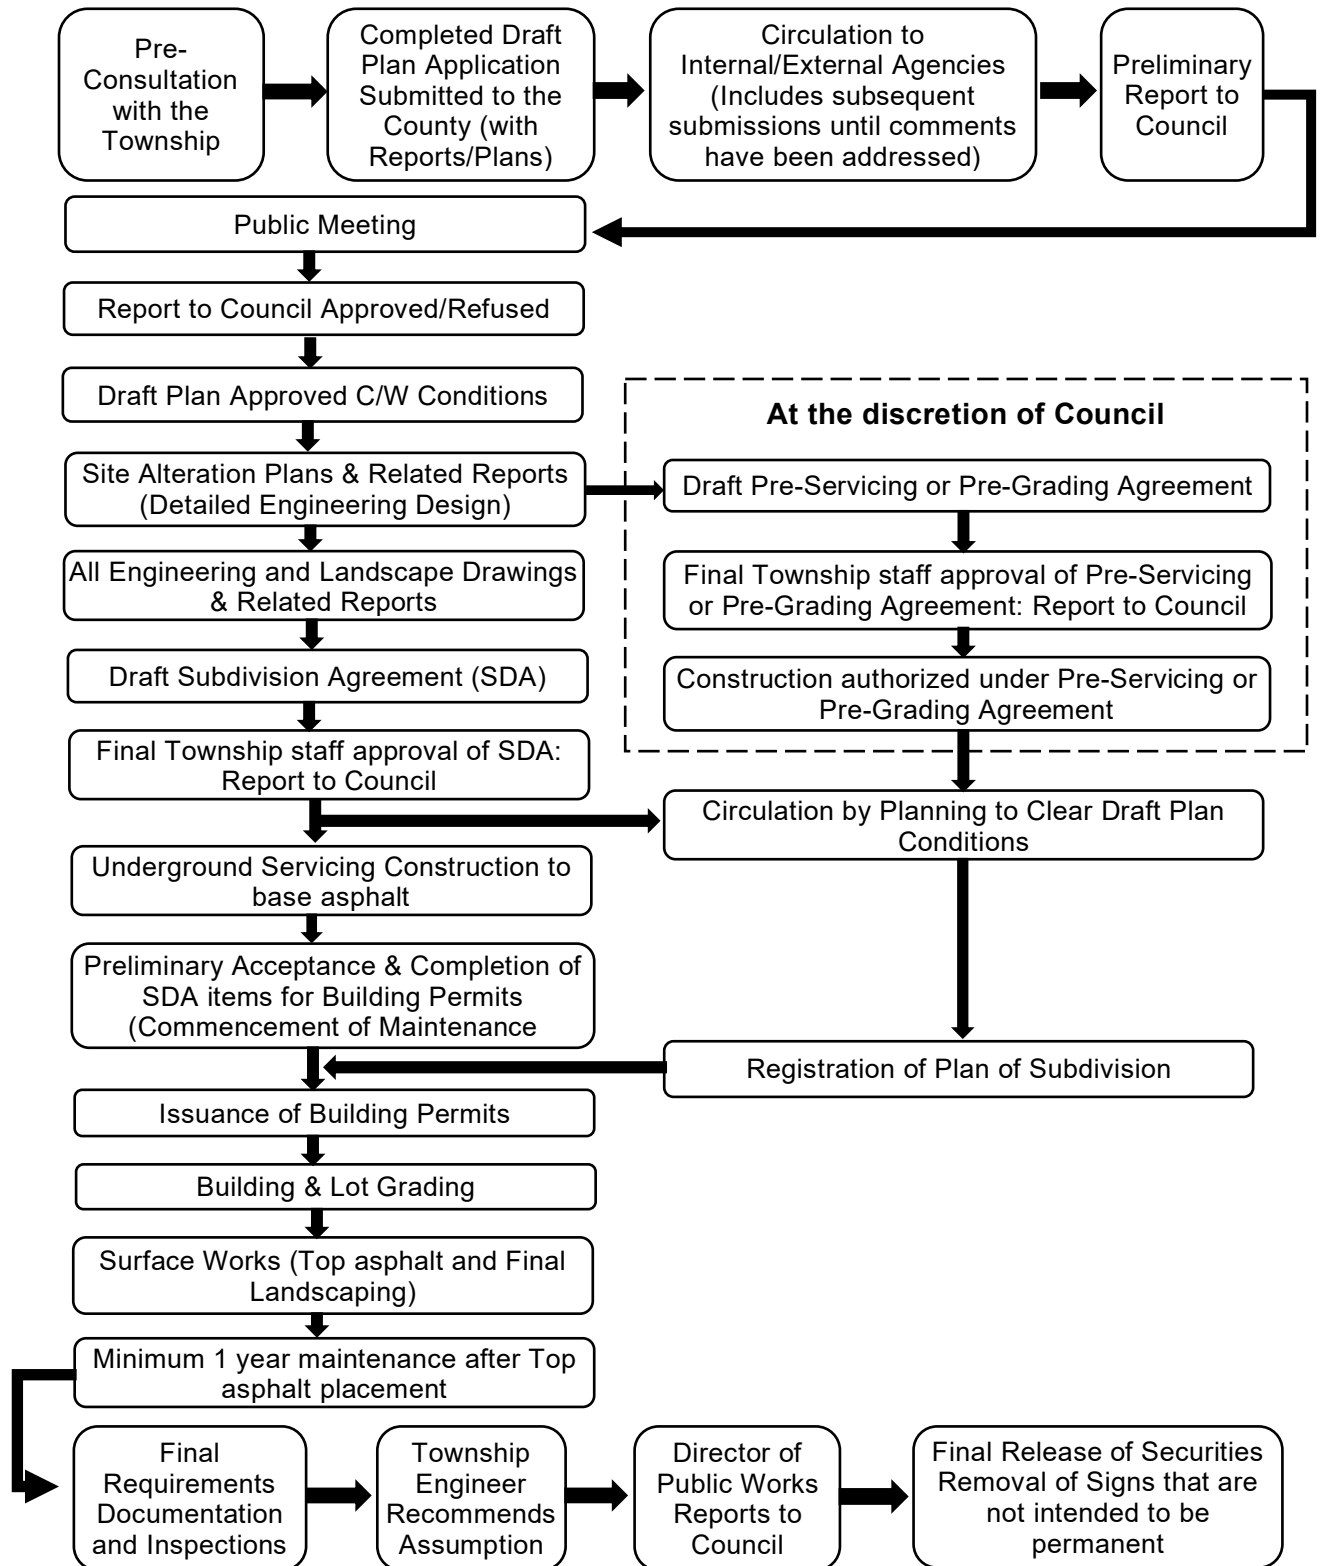 Pre-
Consultation
with the
Township
Completed Draft
Plan Application
Submitted to the
County (with
Reports/Plans)
Circulation to
Internal/External Agencies
(Includes subsequent
submissions until comments
have been addressed)
Preliminary
Report to
Council
Public Meeting
Report to Council Approved/Refused
Draft Plan Approved C/W Conditions
Site Alteration Plans & Related Reports
(Detailed Engineering Design)
All Engineering and Landscape Drawings
& Related Reports
Draft Subdivision Agreement (SDA)
Final Township staff approval of SDA:
Report to Council
At the discretion of Council
Draft Pre-Servicing or Pre-Grading Agreement
Final Township staff approval of Pre-Servicing
or Pre-Grading Agreement: Report to Council
Construction authorized under Pre-Servicing or
Pre-Grading Agreement
Circulation by Planning to Clear Draft Plan
Conditions
Underground Servicing Construction to
base asphalt
Preliminary Acceptance & Completion of
SDA items for Building Permits
(Commencement of Maintenance
Registration of Plan of Subdivision
Issuance of Building Permits
Building & Lot Grading
Surface Works (Top asphalt and Final
Landscaping)
Minimum 1 year maintenance after Top
asphalt placement
Final
Requirements
Documentation
and Inspections
Township
Engineer
Recommends
Assumption
Director of
Public Works
Reports to
Council
Final Release of Securities
Removal of Signs that are
not intended to be
permanent